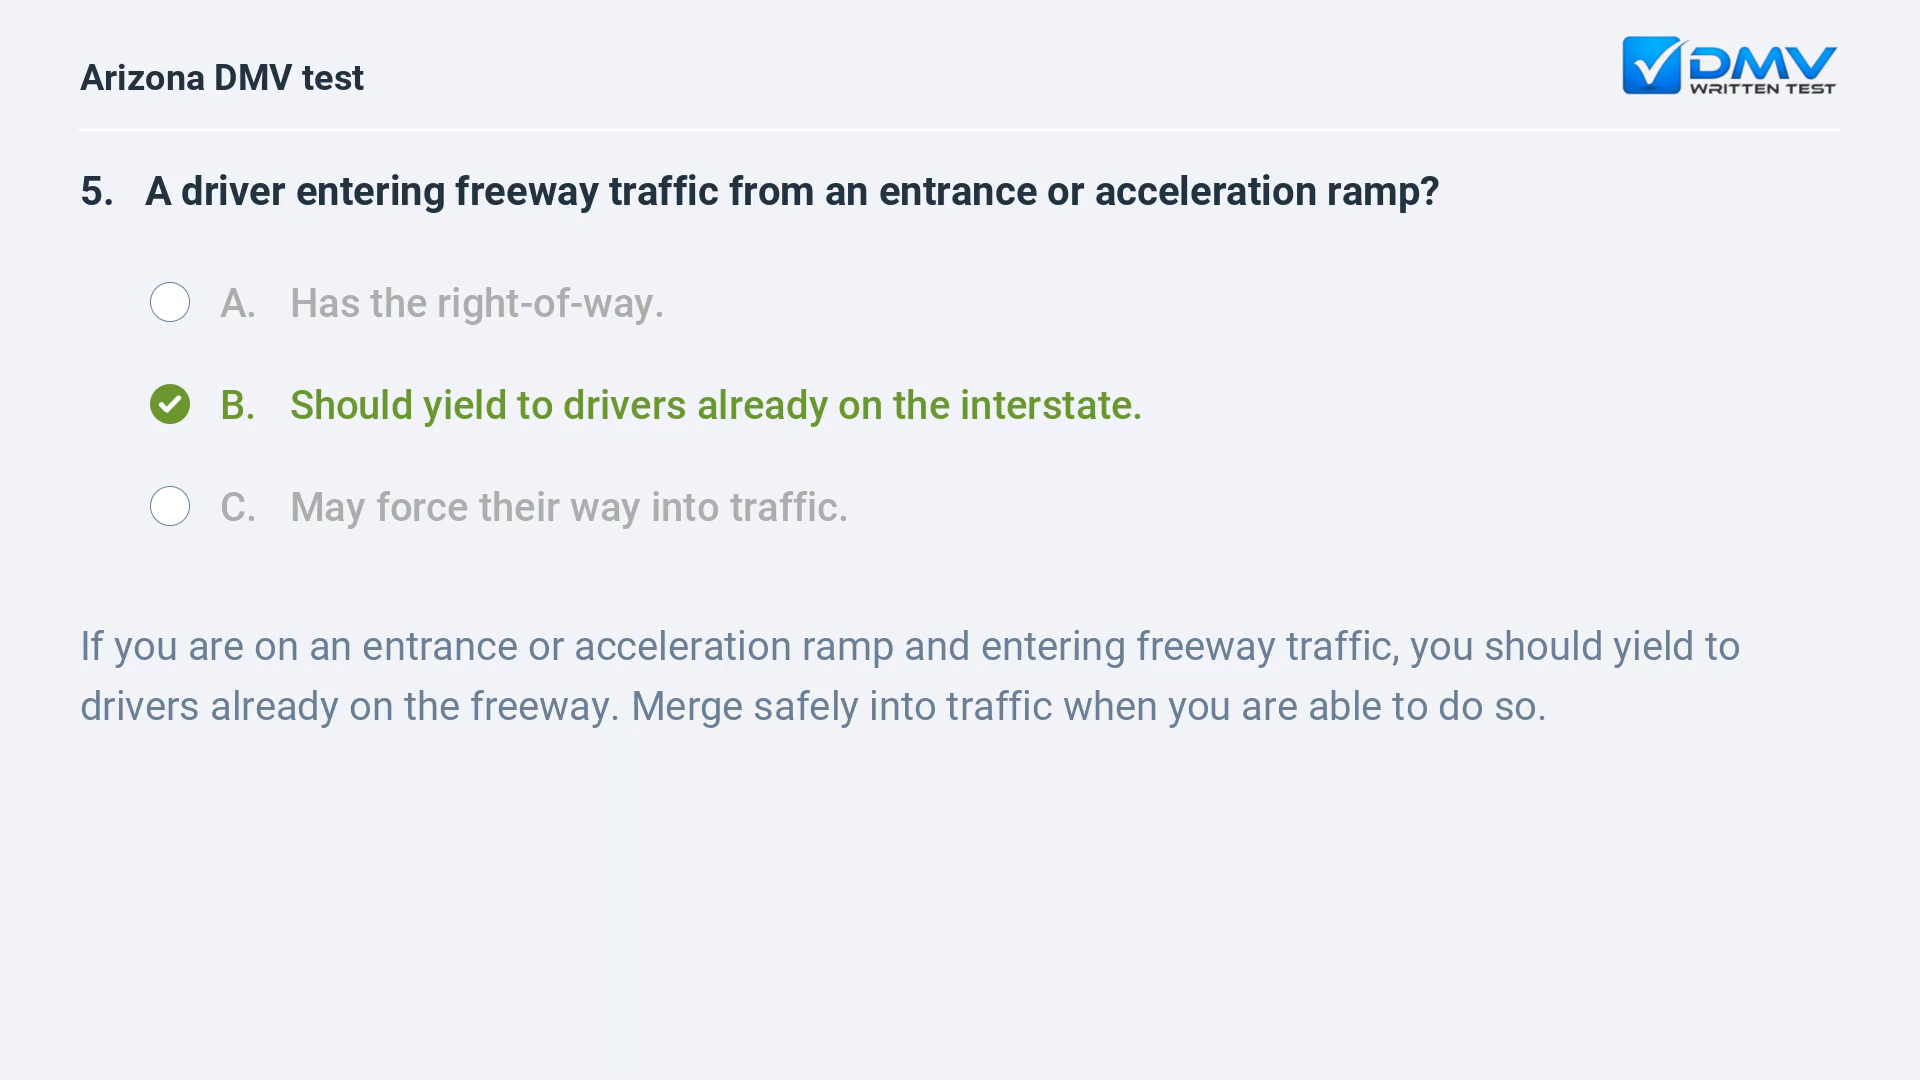 Arizona DMV test
DMV
WRITTEN TEST
5. A driver entering freeway traffic from an entrance or acceleration ramp?
A. Has the right-of-way.
B. Should yield to drivers already on the interstate.
C. May force their way into traffic.
If you are on an entrance or acceleration ramp and entering freeway traffic, you should yield to
drivers already on the freeway. Merge safely into traffic when you are able to do so.